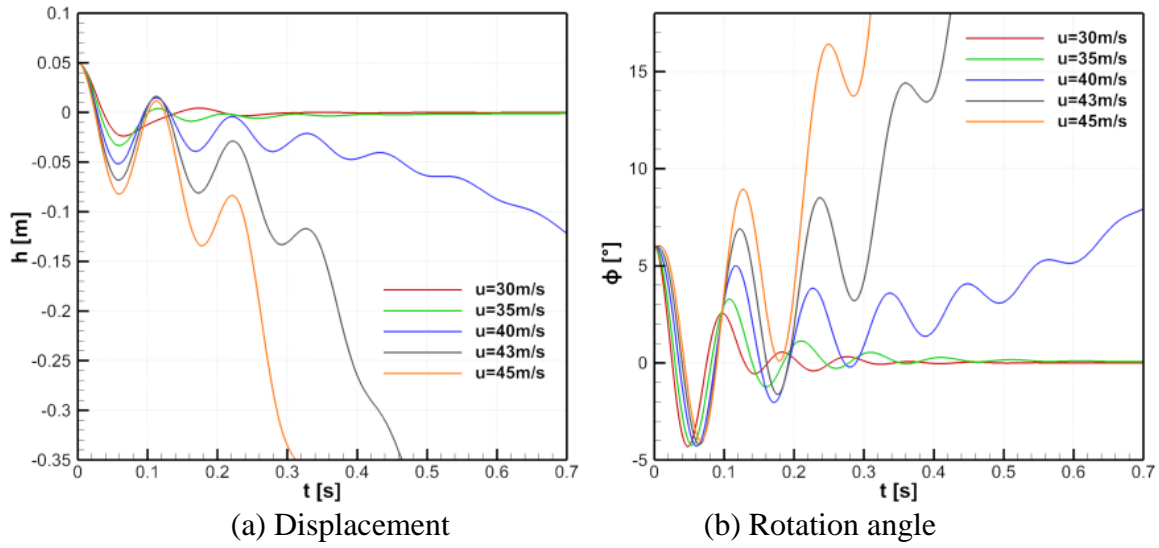 0.1
0.05
0
-0.05
-0.1
-0.15
-0.2
-0.25
-0.3
-0.35
h [m]
u=30m/s
u=35m/s
u=40m/s
u=43m/s
u=45m/s
0 0.1 0.2 0.3 0.4 0.5 0.6 0.7
t [s]
(a) Displacement
15
10
5
0
-5
ϕ [°]
u=30m/s
u=35m/s
u=40m/s
u=43m/s
u=45m/s
0 0.1 0.2 0.3 0.4 0.5 0.6 0.7
t [s]
(b) Rotation angle